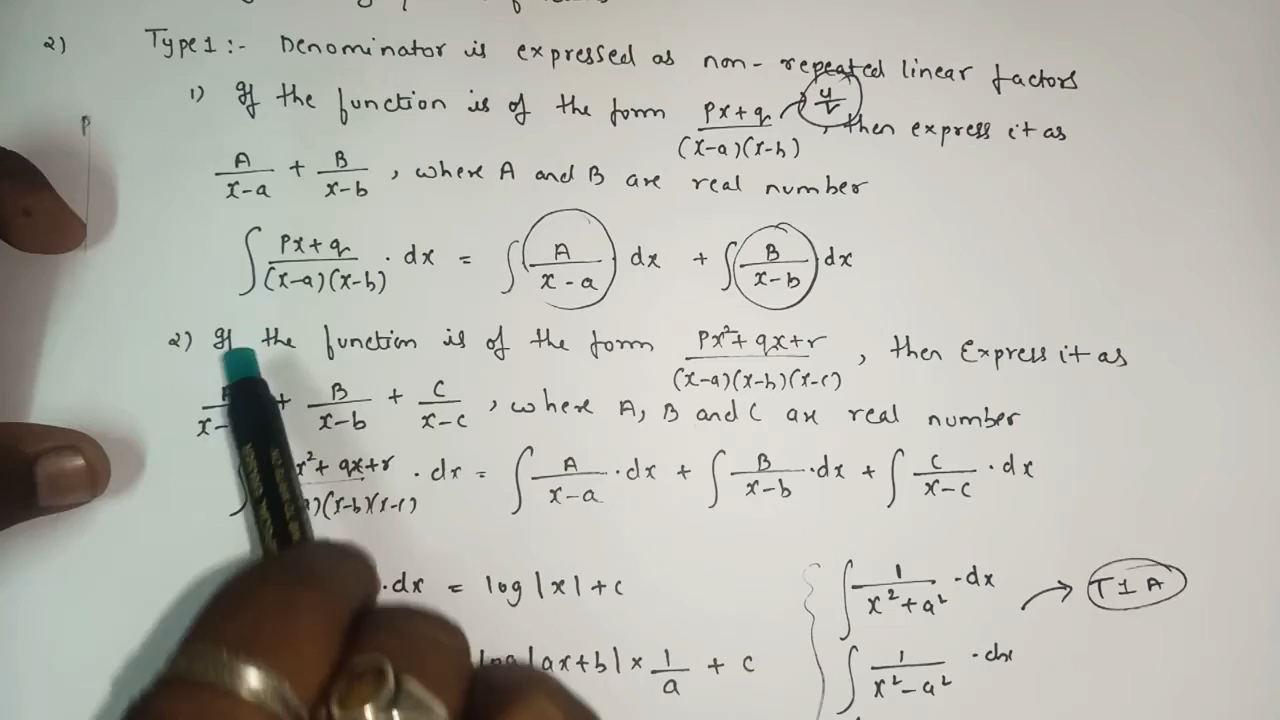 2) Type 1 :- Denominator is expressed as non-repeated linear factors
1) If the function is of the form (px+q)/((x-a)(x-b)), then express it as
A/(x-a) + B/(x-b), where A and B are real number
∫ (px+q)/((x-a)(x-b)) · dx = ∫ A/(x-a) dx + ∫ B/(x-b) dx
2) If the function is of the form (px²+qx+r)/((x-a)(x-b)(x-c)), then Express it as
+ B/(x-b) + C/(x-c), where A, B and C are real number
x²+qx+r)/((x-b)(x-c) · dx = ∫ A/(x-a) · dx + ∫ B/(x-b) · dx + ∫ C/(x-c) · dx
· dx = log |x| + c
∫ 1/(x²+a²) · dx → T1A
log |ax+b| × 1/a + c
∫ 1/(x²-a²) · dx